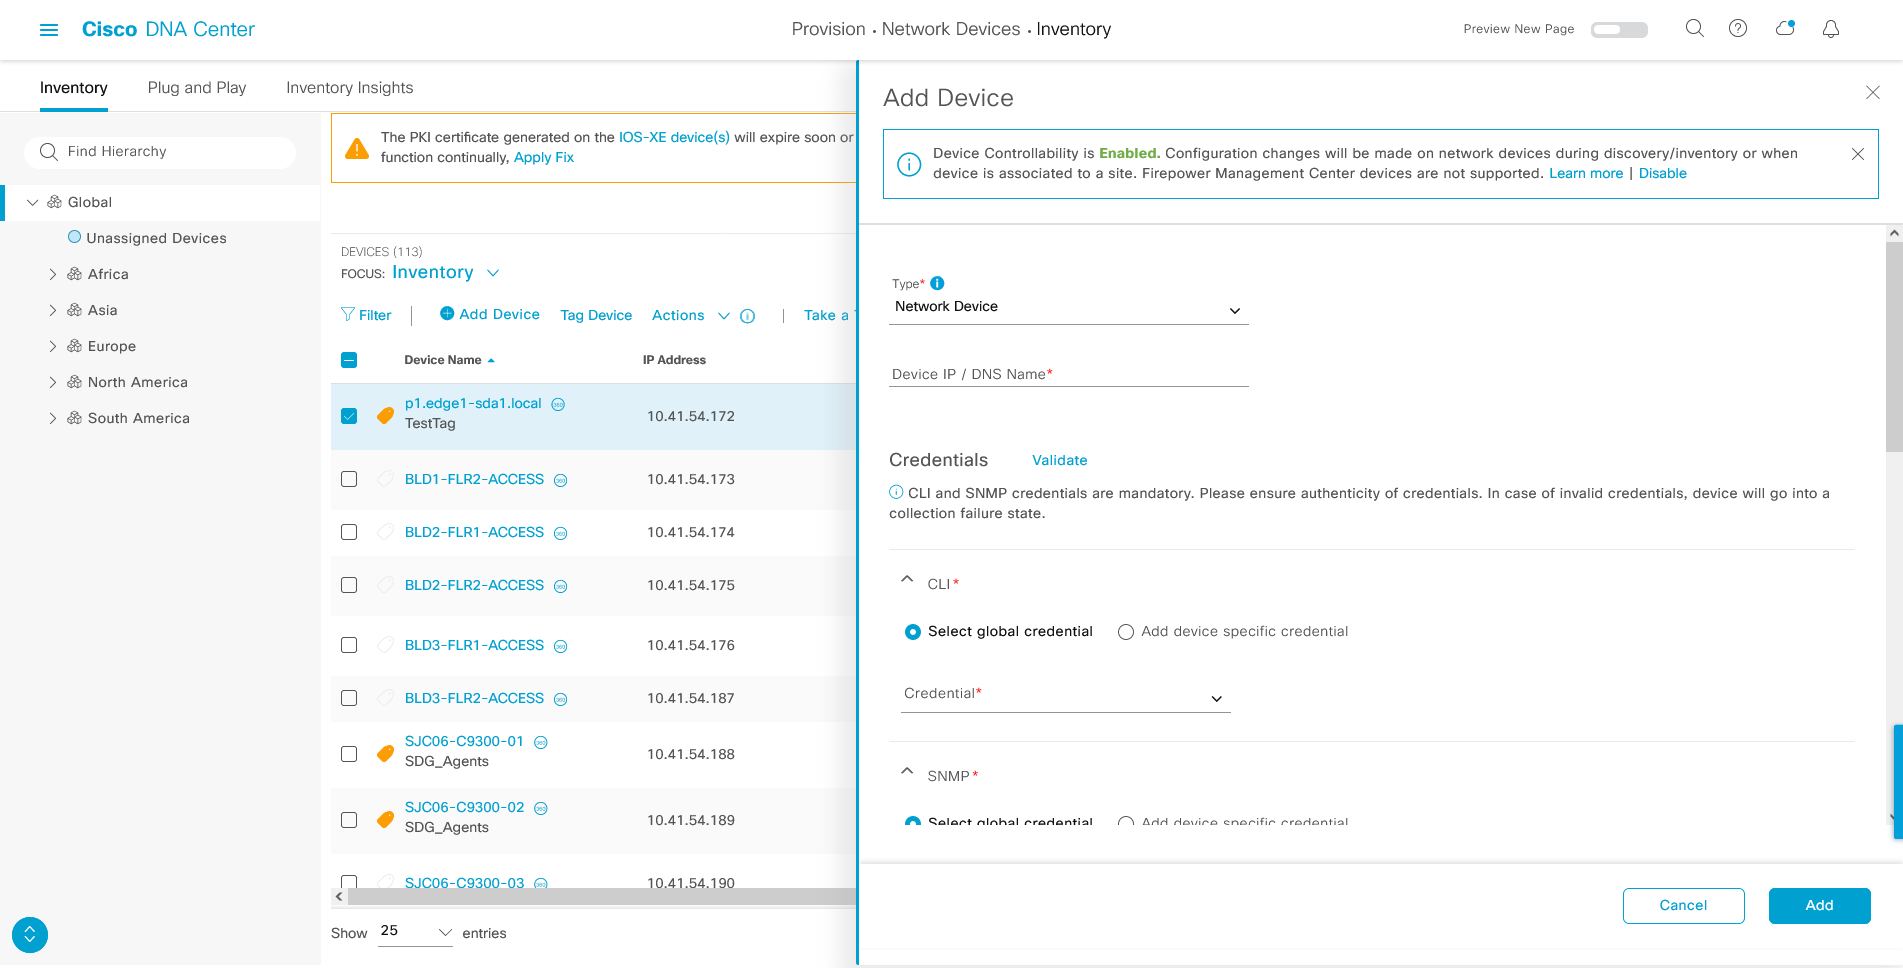 Cisco DNA Center
Provision • Network Devices • Inventory
Preview New Page
Inventory
Plug and Play
Inventory Insights
Find Hierarchy
Global
Unassigned Devices
Africa
Asia
Europe
North America
South America
The PKI certificate generated on the IOS-XE device(s) will expire soon or
function continually, Apply Fix
DEVICES (113)
FOCUS: Inventory
Filter
Add Device
Tag Device
Actions
Take a
Device Name
IP Address
p1.edge1-sda1.local
TestTag
10.41.54.172
BLD1-FLR2-ACCESS
10.41.54.173
BLD2-FLR1-ACCESS
10.41.54.174
BLD2-FLR2-ACCESS
10.41.54.175
BLD3-FLR1-ACCESS
10.41.54.176
BLD3-FLR2-ACCESS
10.41.54.187
SJC06-C9300-01
SDG_Agents
10.41.54.188
SJC06-C9300-02
SDG_Agents
10.41.54.189
SJC06-C9300-03
10.41.54.190
Show 25 entries
Add Device
Device Controllability is Enabled. Configuration changes will be made on network devices during discovery/inventory or when
device is associated to a site. Firepower Management Center devices are not supported. Learn more | Disable
Type*
Network Device
Device IP / DNS Name*
Credentials
Validate
CLI and SNMP credentials are mandatory. Please ensure authenticity of credentials. In case of invalid credentials, device will go into a
collection failure state.
CLI*
Select global credential
Add device specific credential
Credential*
SNMP*
Select global credential
Add device specific credential
Cancel
Add